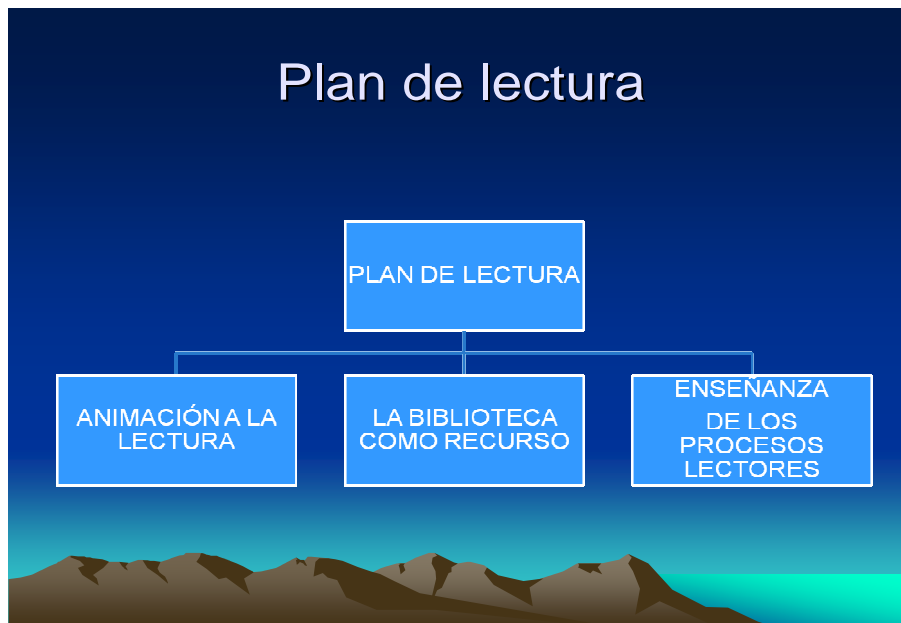 Plan de lectura
PLAN DE LECTURA
ANIMACIÓN A LA
LECTURA
LA BIBLIOTECA
COMO RECURSO
ENSEÑANZA
DE LOS
PROCESOS
LECTORES